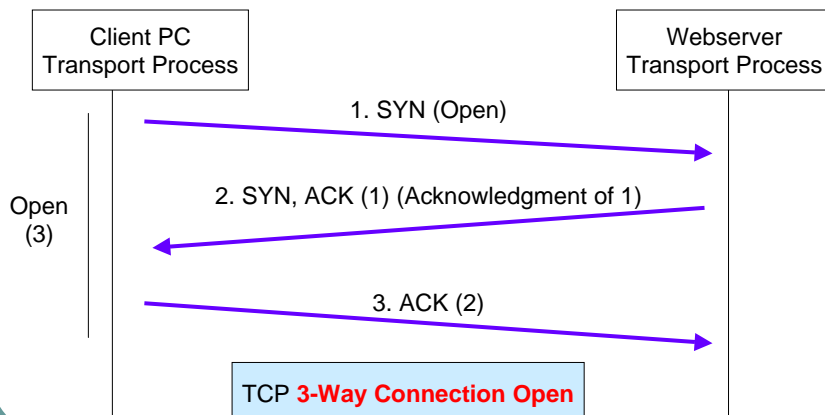 Client PC
Transport Process
Webserver
Transport Process
1. SYN (Open)
2. SYN, ACK (1) (Acknowledgment of 1)
Open
(3)
3. ACK (2)
TCP 3-Way Connection Open